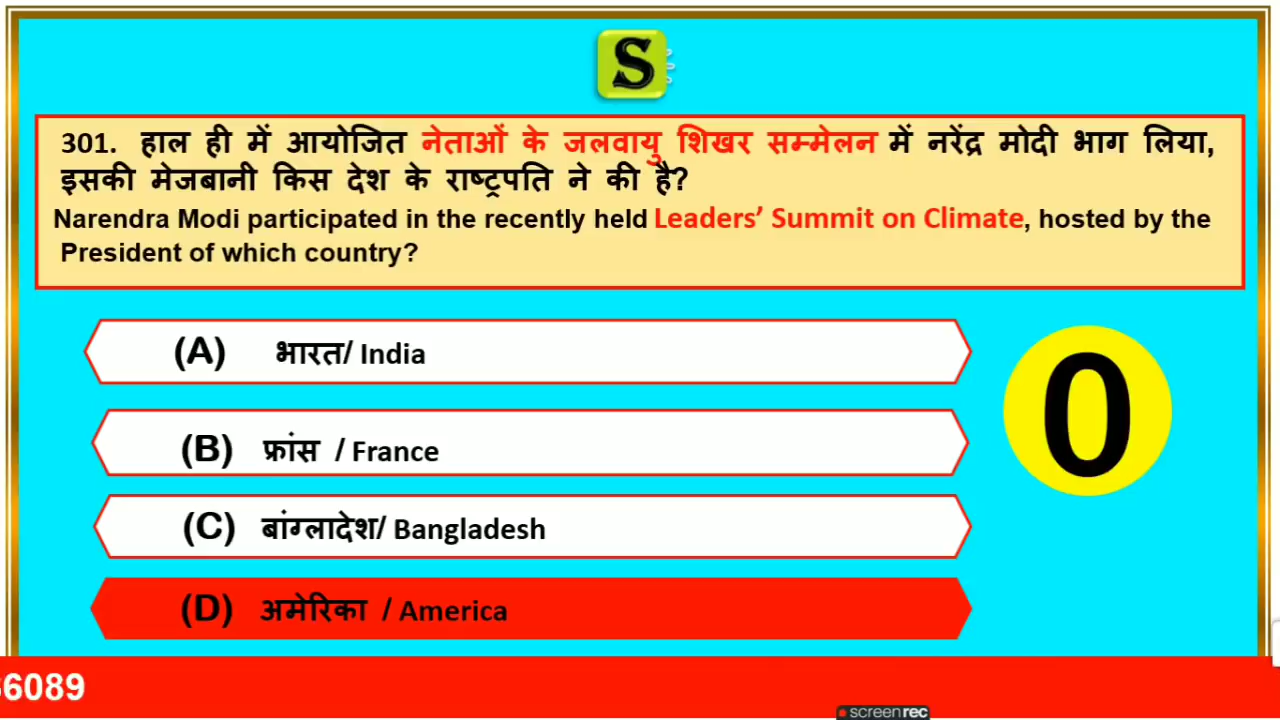 S
301. हाल ही में आयोजित नेताओं के जलवायु शिखर सम्मेलन में नरेंद्र मोदी भाग लिया,
इसकी मेजबानी किस देश के राष्ट्रपति ने की है?
Narendra Modi participated in the recently held Leaders’ Summit on Climate, hosted by the
President of which country?
(A) भारत/ India
(B) फ्रांस / France
(C) बांग्लादेश/ Bangladesh
(D) अमेरिका / America
0
6089
screenrec